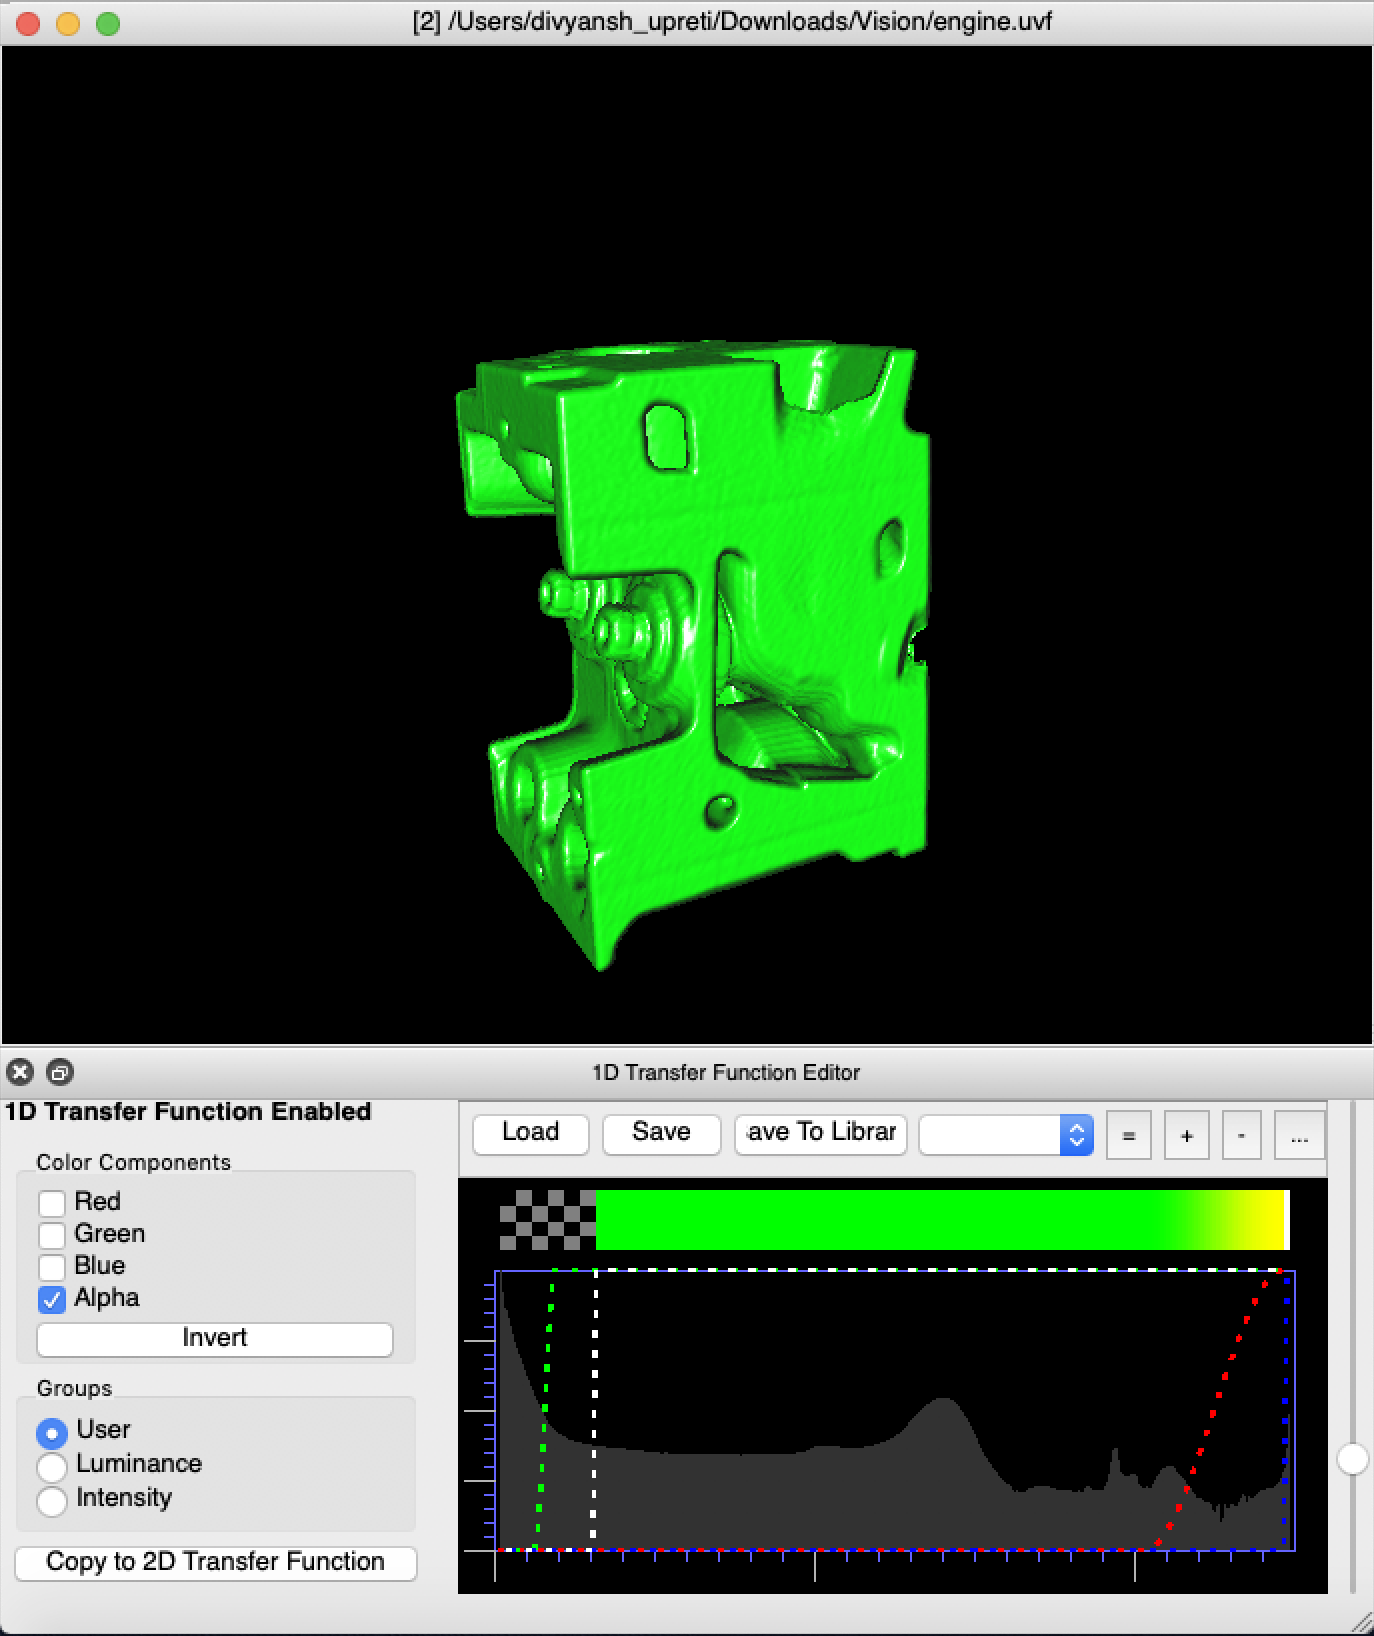 [2] /Users/divyansh_upreti/Downloads/Vision/engine.uvf
1D Transfer Function Editor
1D Transfer Function Enabled
Load
Save
ave To Librar
=
+
-
...
Color Components
Red
Green
Blue
Alpha
Invert
Groups
User
Luminance
Intensity
Copy to 2D Transfer Function